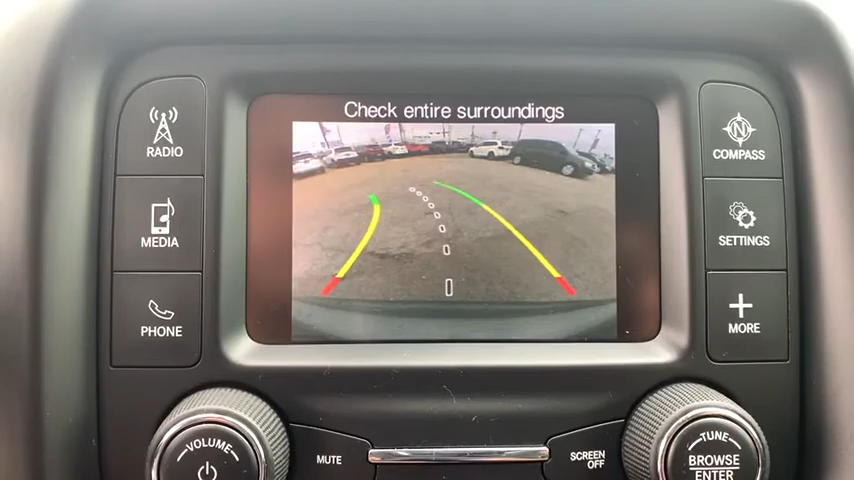 Check entire surroundings
RADIO
MEDIA
PHONE
N
COMPASS
SETTINGS
MORE
VOLUME
MUTE
SCREEN
OFF
TUNE
BROWSE
ENTER